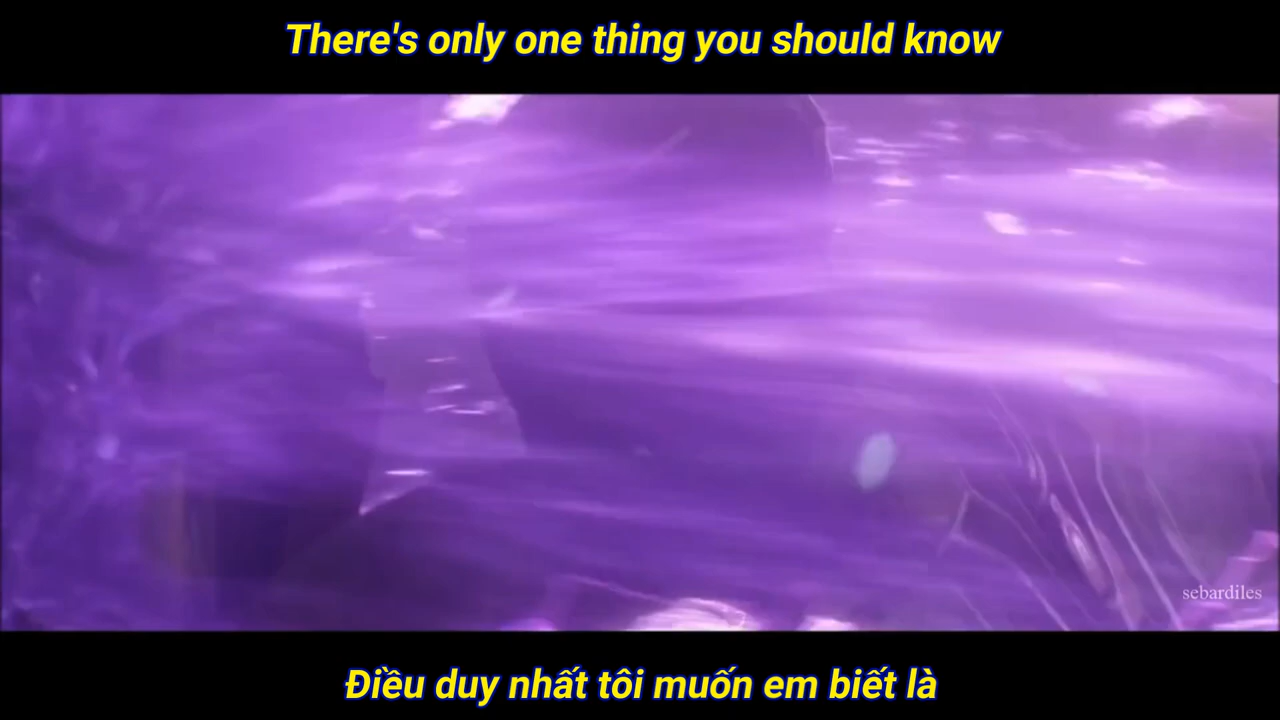 There's only one thing you should know
sebardiles
Điều duy nhất tôi muốn em biết là